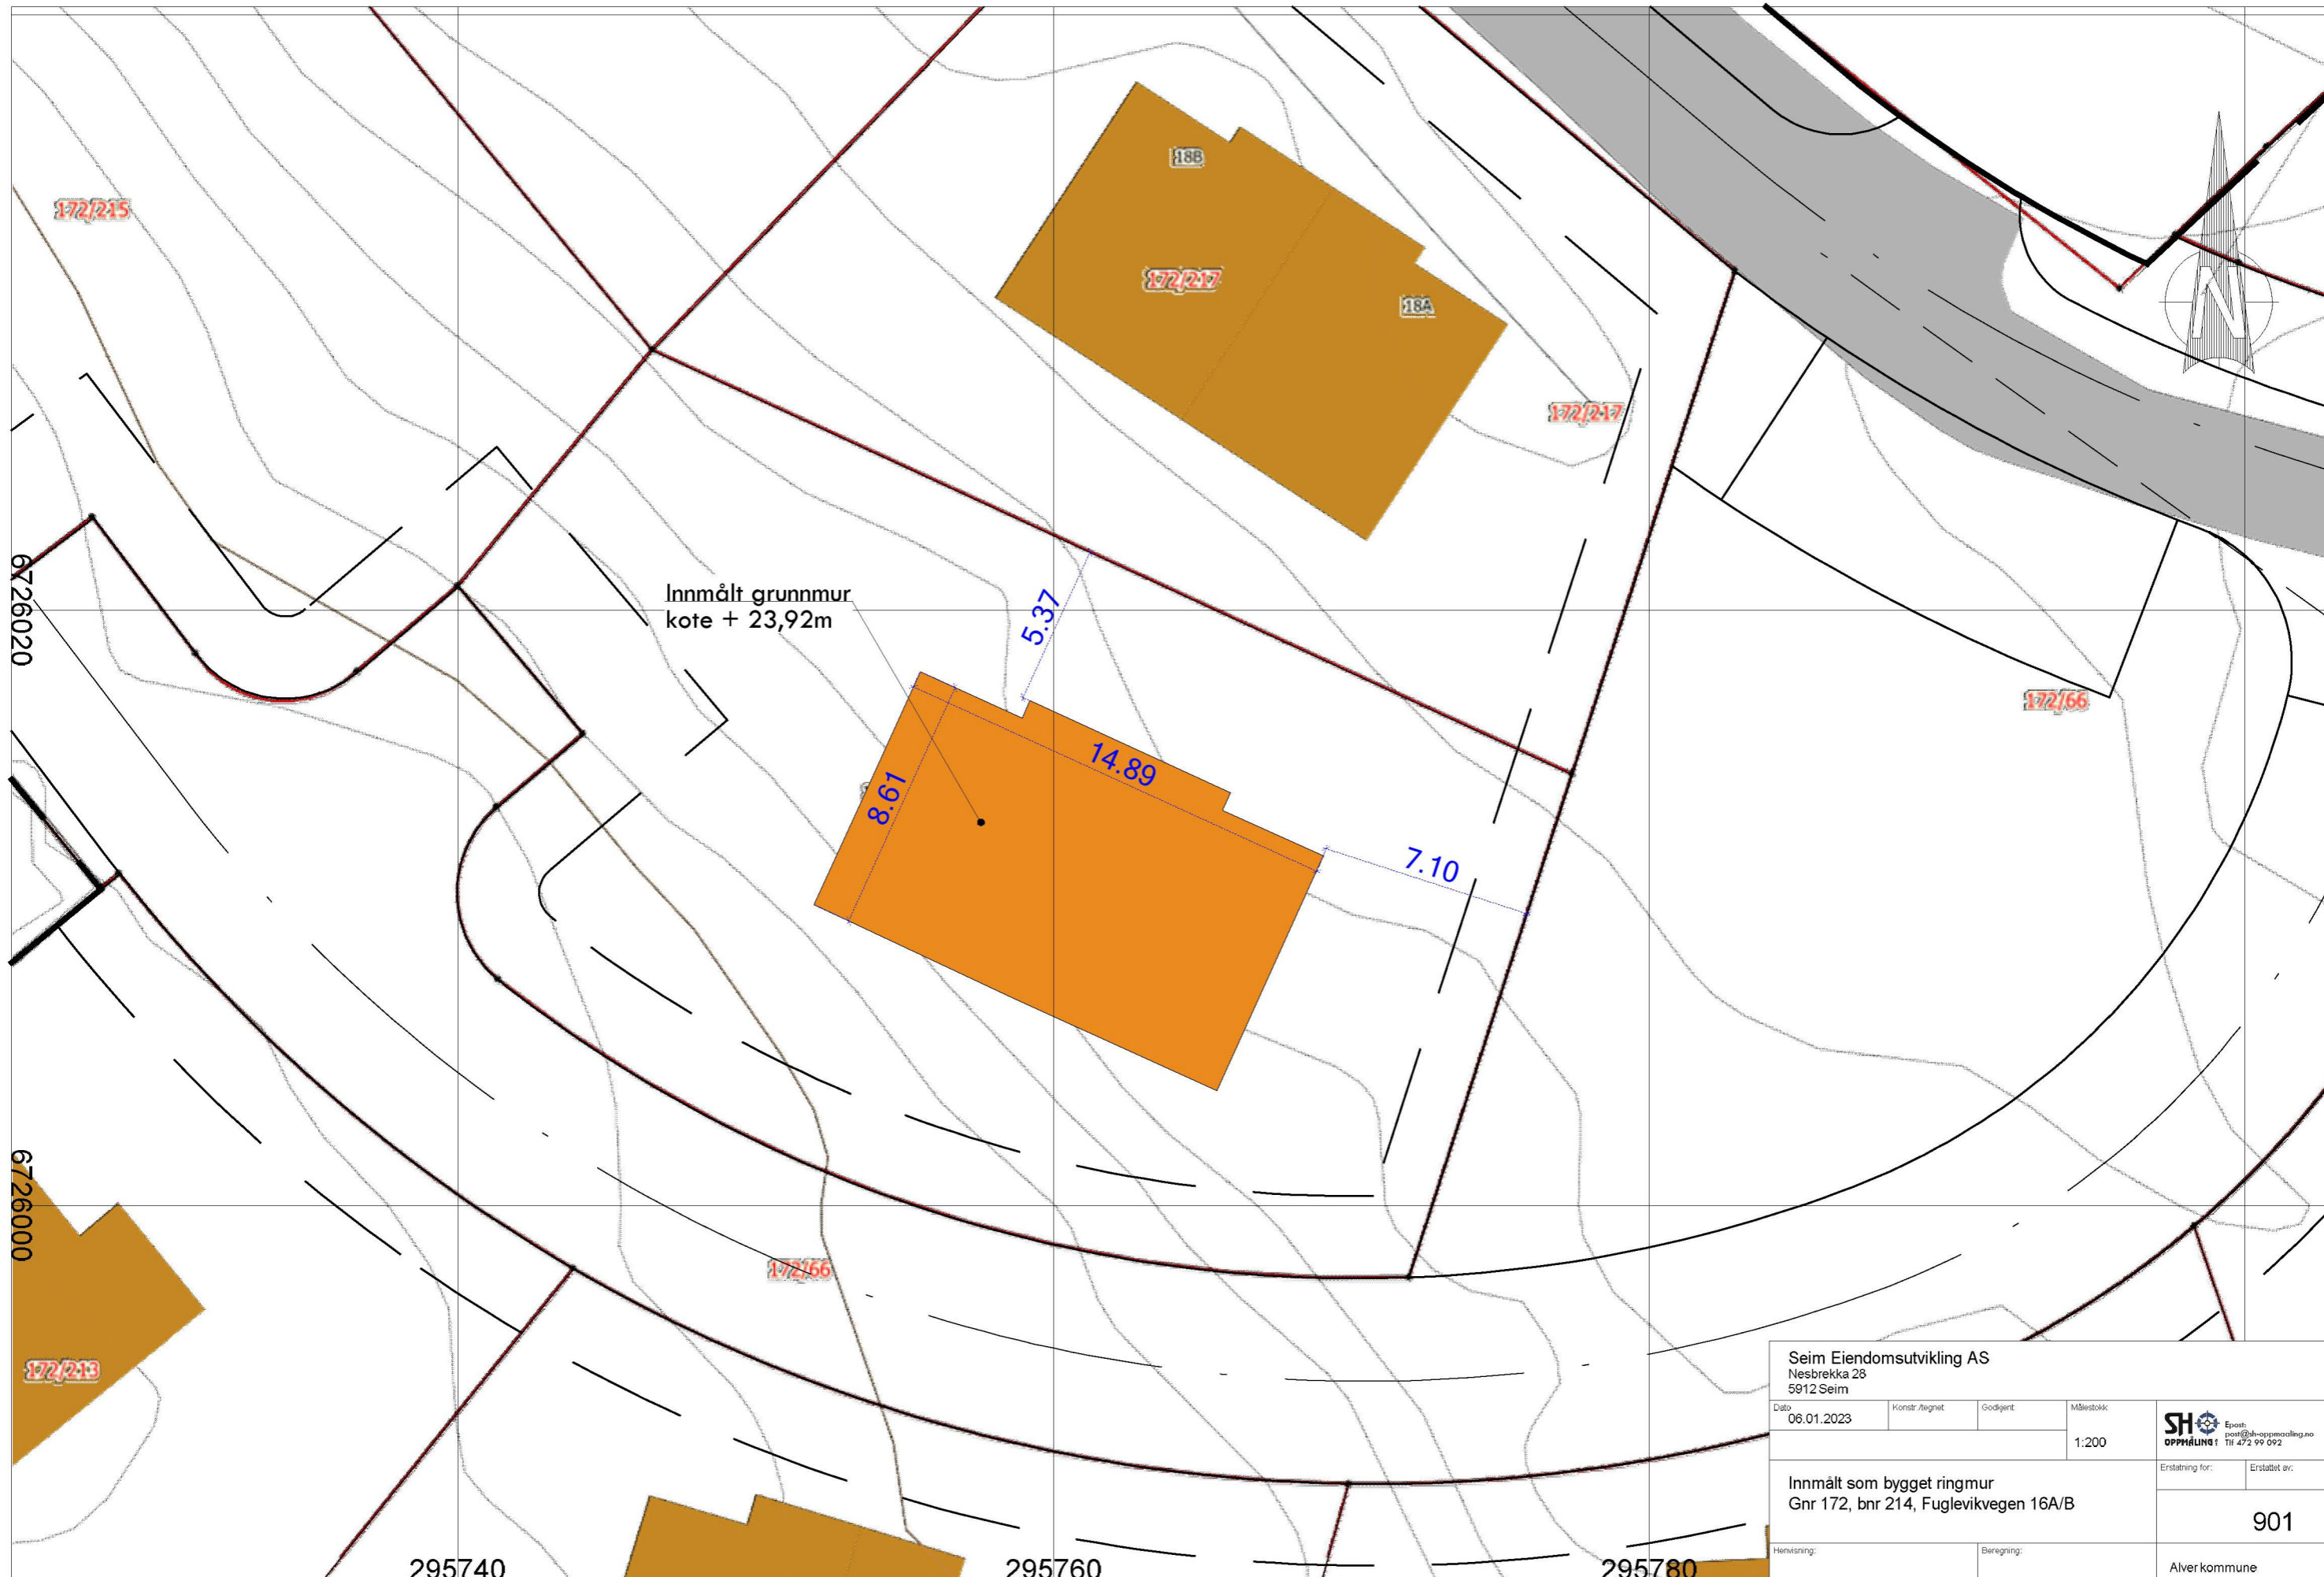 172/215
18B
172/217
18A
172/217
N
6726020
Innmålt grunnmur
kote + 23,92m
5.37
172/66
14.89
8.61
7.10
6726000
172/66
172/213
295740
295760
295780
Seim Eiendomsutvikling AS
Nesbrekka 28
5912 Seim
Dato
06.01.2023
Konstr./tegnet
Godkjent
Målestokk:
1:200
SH
OPPMÅLING
Epost:
post@sh-oppmaaling.no
Tlf 472 99 092
Innmålt som bygget ringmur
Gnr 172, bnr 214, Fuglevikvegen 16A/B
Erstatning for:
Erstattet av:
901
Henvisning:
Beregning:
Alver kommune